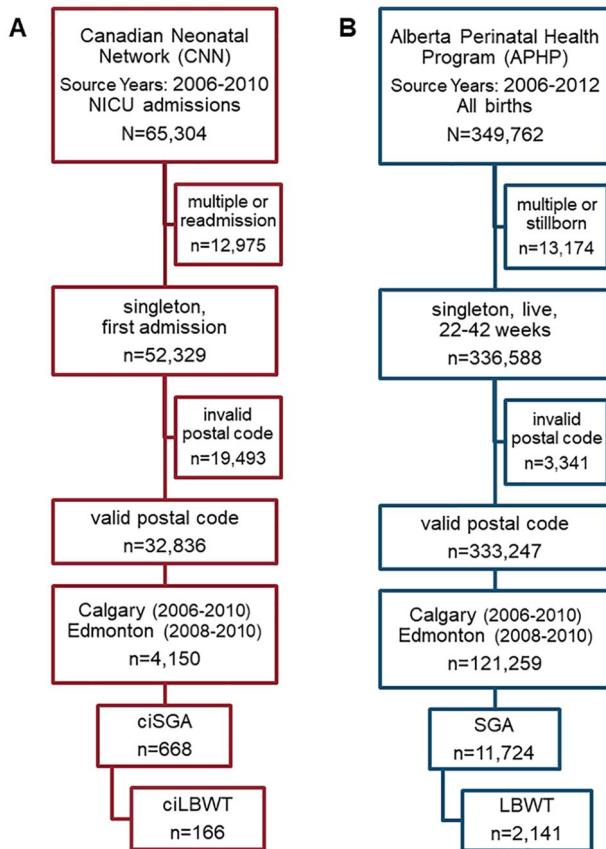 A
Canadian Neonatal
Network (CNN)
Source Years: 2006-2010
NICU admissions
N=65,304
multiple or
readmission
n=12,975
singleton,
first admission
n=52,329
invalid
postal code
n=19,493
valid postal code
n=32,836
Calgary (2006-2010)
Edmonton (2008-2010)
n=4,150
ciSGA
n=668
ciLBWT
n=166
B
Alberta Perinatal Health
Program (APHP)
Source Years: 2006-2012
All births
N=349,762
multiple or
stillborn
n=13,174
singleton, live,
22-42 weeks
n=336,588
invalid
postal code
n=3,341
valid postal code
n=333,247
Calgary (2006-2010)
Edmonton (2008-2010)
n=121,259
SGA
n=11,724
LBWT
n=2,141